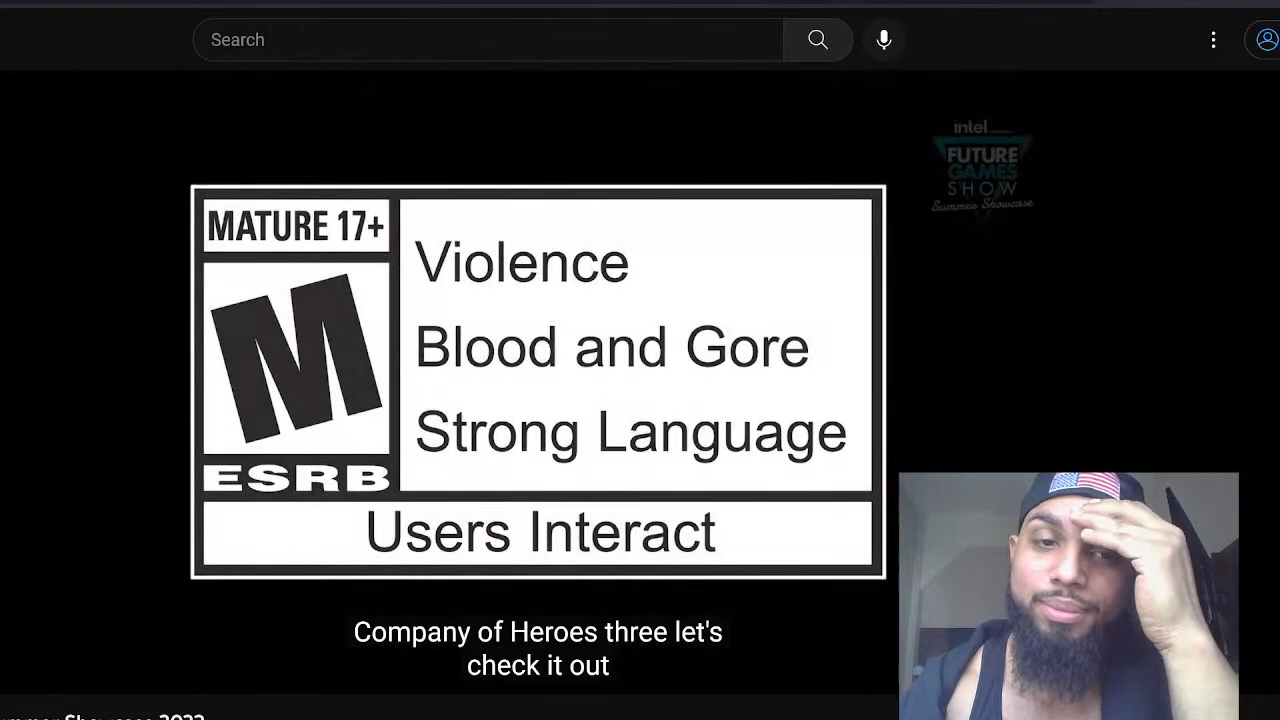 Search
intel
FUTURE
GAMES
SHOW
Summer Showcase
MATURE 17+
M
ESRB
Violence
Blood and Gore
Strong Language
Users Interact
Company of Heroes three let's
check it out
Showcase